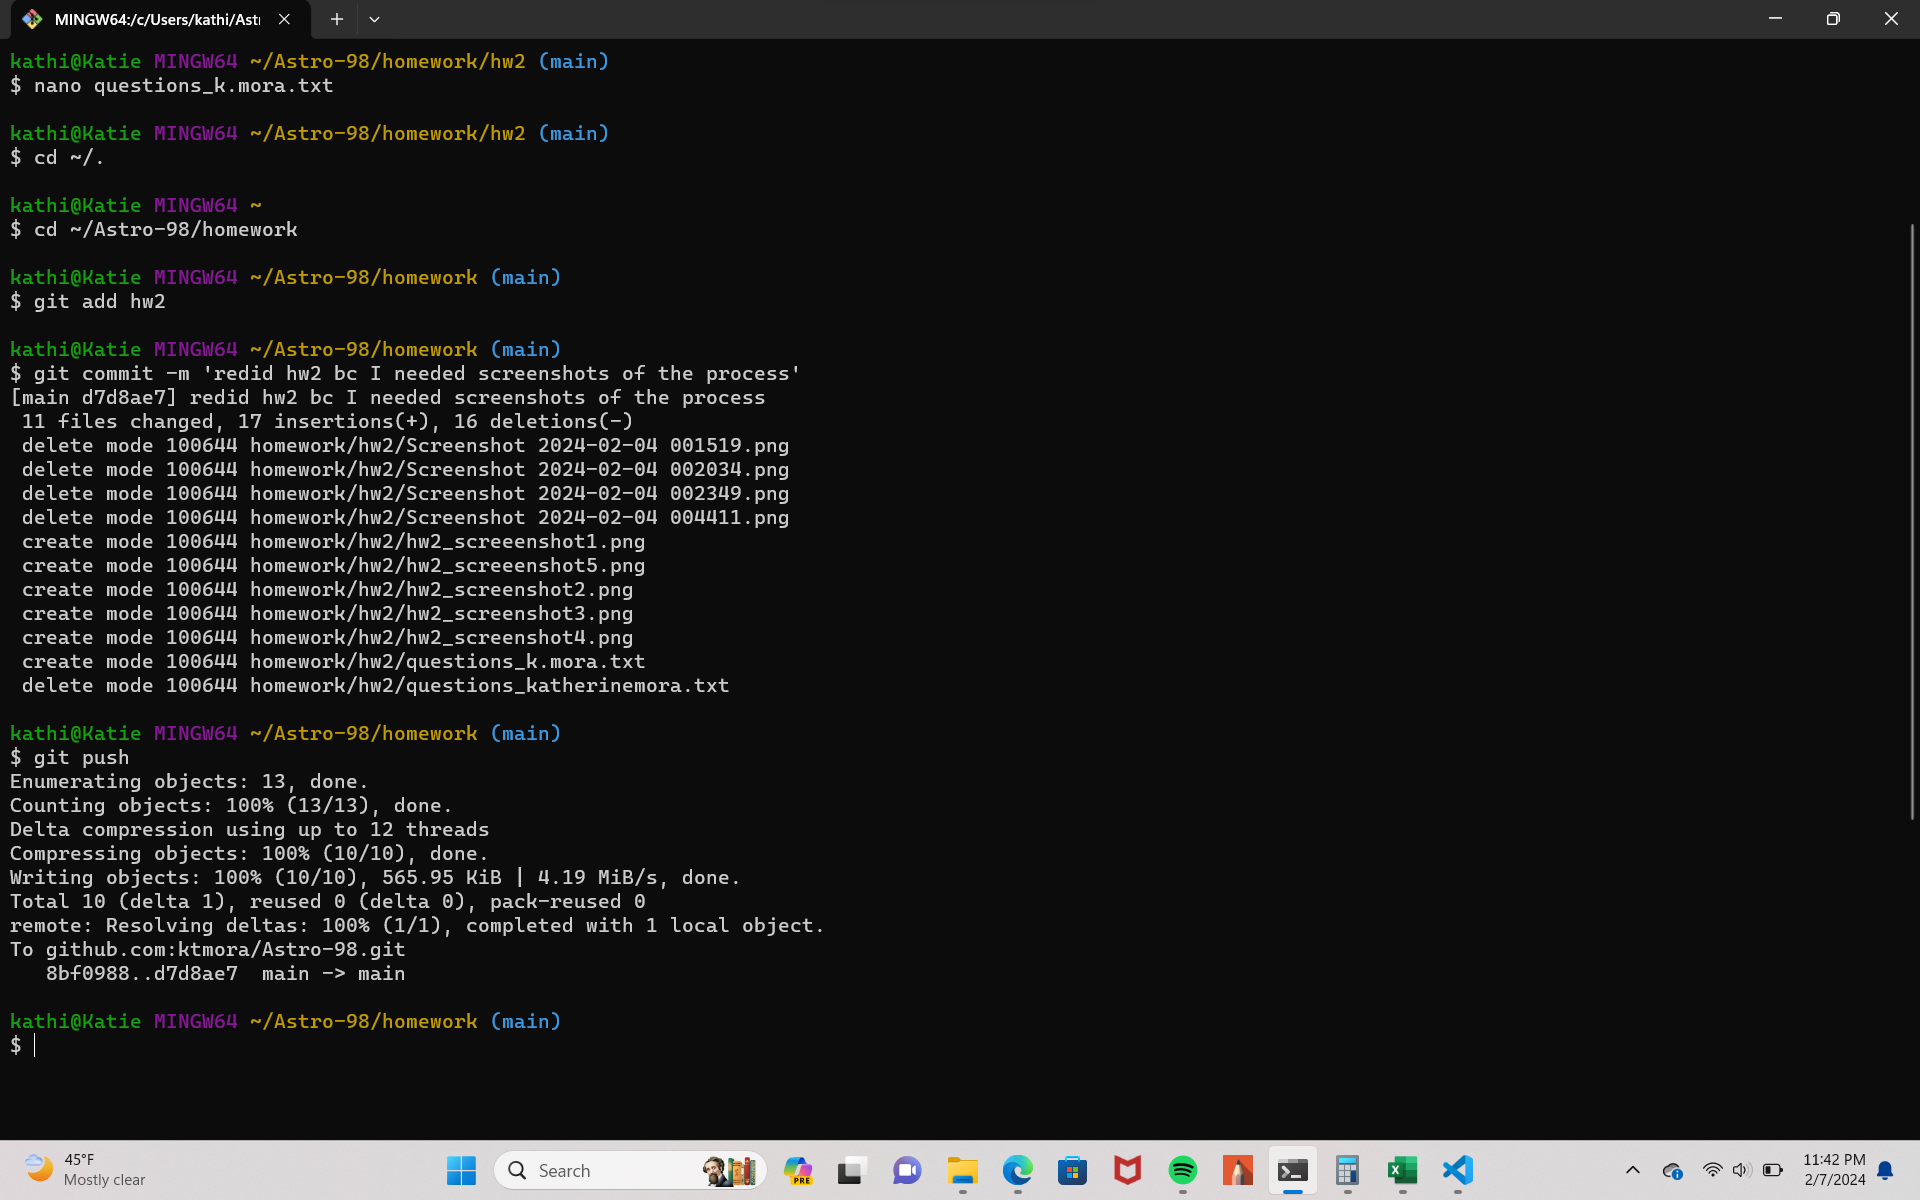 MINGW64:/c/Users/kathi/Ast
kathi@Katie MINGW64 ~/Astro-98/homework/hw2 (main)
$ nano questions_k.mora.txt
kathi@Katie MINGW64 ~/Astro-98/homework/hw2 (main)
$ cd ~/.
kathi@Katie MINGW64 ~
$ cd ~/Astro-98/homework
kathi@Katie MINGW64 ~/Astro-98/homework (main)
$ git add hw2
kathi@Katie MINGW64 ~/Astro-98/homework (main)
$ git commit -m 'redid hw2 bc I needed screenshots of the process'
[main d7d8ae7] redid hw2 bc I needed screenshots of the process
11 files changed, 17 insertions(+), 16 deletions(-)
delete mode 100644 homework/hw2/Screenshot 2024-02-04 001519.png
delete mode 100644 homework/hw2/Screenshot 2024-02-04 002034.png
delete mode 100644 homework/hw2/Screenshot 2024-02-04 002349.png
delete mode 100644 homework/hw2/Screenshot 2024-02-04 004411.png
create mode 100644 homework/hw2/hw2_screeenshot1.png
create mode 100644 homework/hw2/hw2_screeenshot5.png
create mode 100644 homework/hw2/hw2_screenshot2.png
create mode 100644 homework/hw2/hw2_screenshot3.png
create mode 100644 homework/hw2/hw2_screenshot4.png
create mode 100644 homework/hw2/questions_k.mora.txt
delete mode 100644 homework/hw2/questions_katherinemora.txt
kathi@Katie MINGW64 ~/Astro-98/homework (main)
$ git push
Enumerating objects: 13, done.
Counting objects: 100% (13/13), done.
Delta compression using up to 12 threads
Compressing objects: 100% (10/10), done.
Writing objects: 100% (10/10), 565.95 KiB | 4.19 MiB/s, done.
Total 10 (delta 1), reused 0 (delta 0), pack-reused 0
remote: Resolving deltas: 100% (1/1), completed with 1 local object.
To github.com:ktmora/Astro-98.git
8bf0988..d7d8ae7  main -> main
kathi@Katie MINGW64 ~/Astro-98/homework (main)
$
45°F
Mostly clear
Search
PRE
11:42 PM
2/7/2024